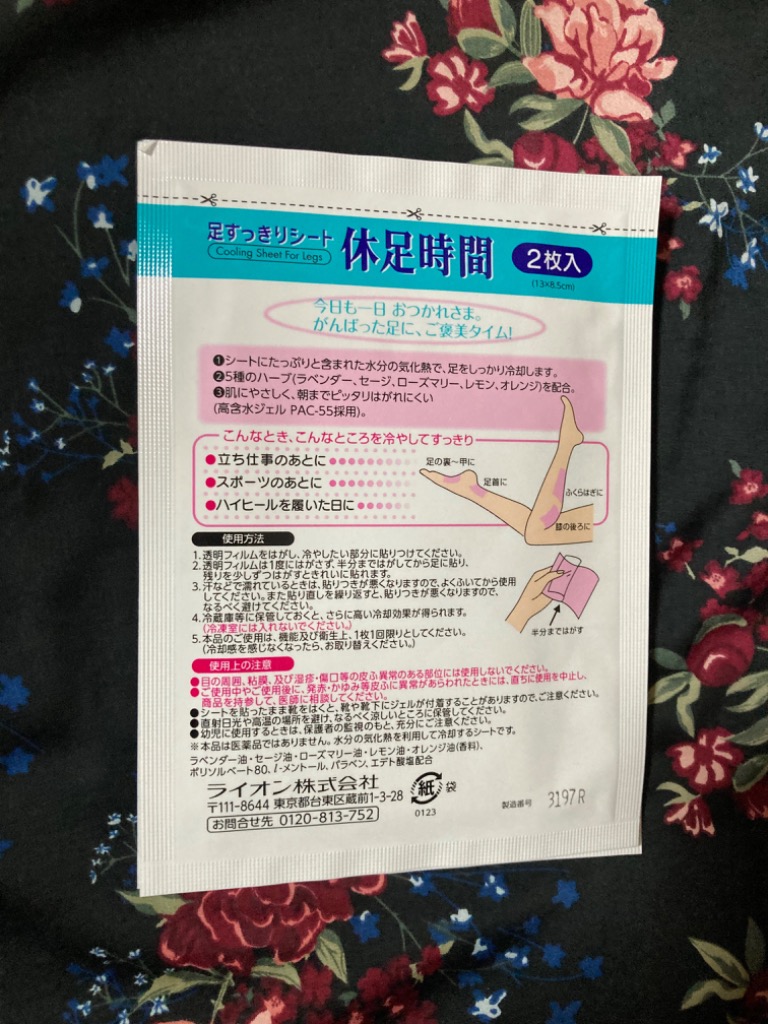 足すっきりシート
Cooling Sheet For Legs
休足時間
2枚入
(13×8.5cm)
今日も一日 おつかれさま。
がんばった足に、ご褒美タイム!
❶シートにたっぷりと含まれた水分の気化熱で、足をしっかり冷却します。
❷5種のハーブ(ラベンダー、セージ、ローズマリー、レモン、オレンジ)を配合。
❸肌にやさしく、朝までピッタリはがれにくい
(高含水ジェル PAC-55採用)。
こんなとき、こんなところを冷やしてすっきり
●立ち仕事のあとに
●スポーツのあとに
●ハイヒールを履いた日に
足の裏〜甲に
足首に
ふくらはぎに
膝の後ろに
使用方法
1.透明フィルムをはがし、冷やしたい部分に貼りつけてください。
2.透明フィルムは1度にはがさず、半分まではがしてから足に貼り、
残りを少しずつはがすときれいに貼れます。
3.汗などで濡れているときは、貼りつきが悪くなりますので、よくふいてから使用
してください。また貼り直しを繰り返すと、貼りつきが悪くなりますので、
なるべく避けてください。
4.冷蔵庫等に保管しておくと、さらに高い冷却効果が得られます。
(冷凍室には入れないでください。)
5.本品のご使用は、機能及び衛生上、1枚1回限りとしてください。
(冷却感を感じなくなったら、お取り替えください。)
半分まではがす
使用上の注意
●目の周囲、粘膜、及び湿疹・傷口等の皮ふ異常のある部位には使用しないでください。
●ご使用中やご使用後に、発赤・かゆみ等皮ふに異常があらわれたときには、直ちに使用を中止し、
商品を持参して、医師に相談してください。
●シートを貼ったまま靴をはくと、靴や靴下にジェルが付着することがありますので、ご注意ください。
●直射日光や高温の場所を避け、なるべく涼しいところに保管してください。
●幼児に使用するときは、保護者の監視のもと、充分にご注意ください。
※本品は医薬品ではありません。水分の気化熱を利用して冷却するシートです。
ラベンダー油・セージ油・ローズマリー油・レモン油・オレンジ油(香料)、
ポリソルベート80、l-メントール、パラベン、エデト酸塩配合
ライオン株式会社
〒111-8644 東京都台東区蔵前1-3-28
お問合せ先 0120-813-752
紙 袋
0123
製造番号 3197R